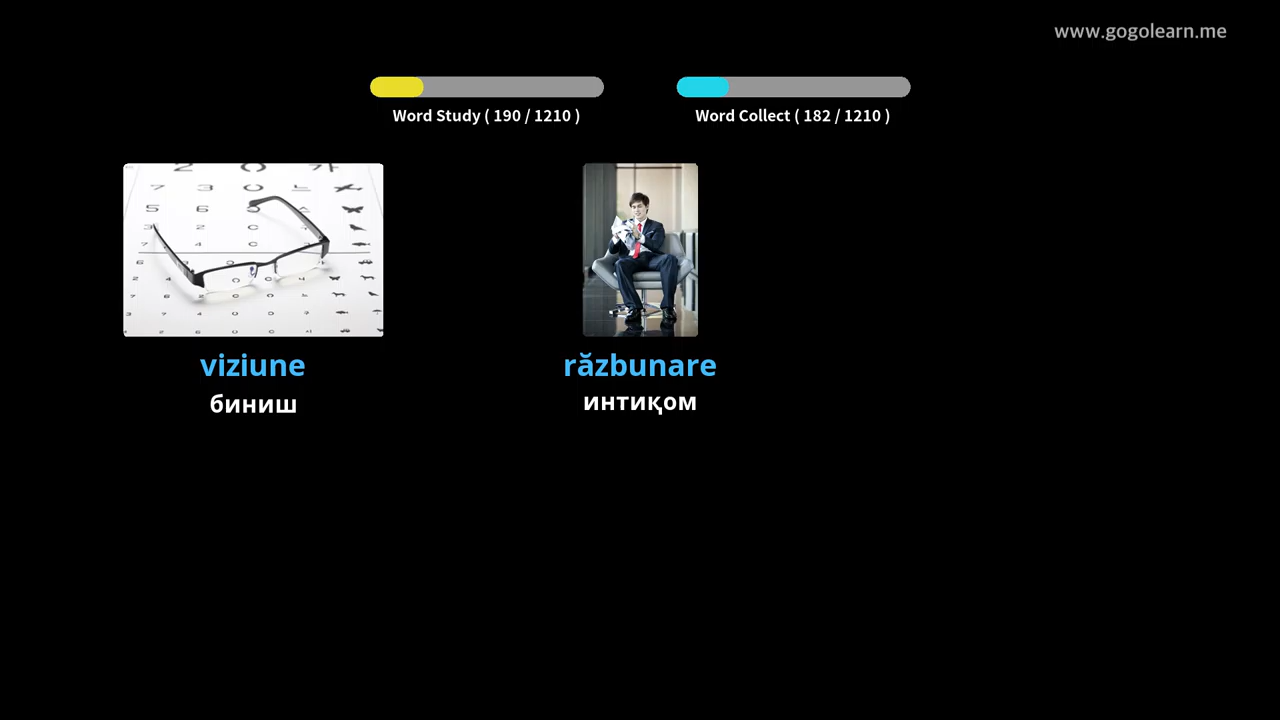 www.gogolearn.me
Word Study ( 190 / 1210 )
Word Collect ( 182 / 1210 )
viziune
биниш
răzbunare
интиқом